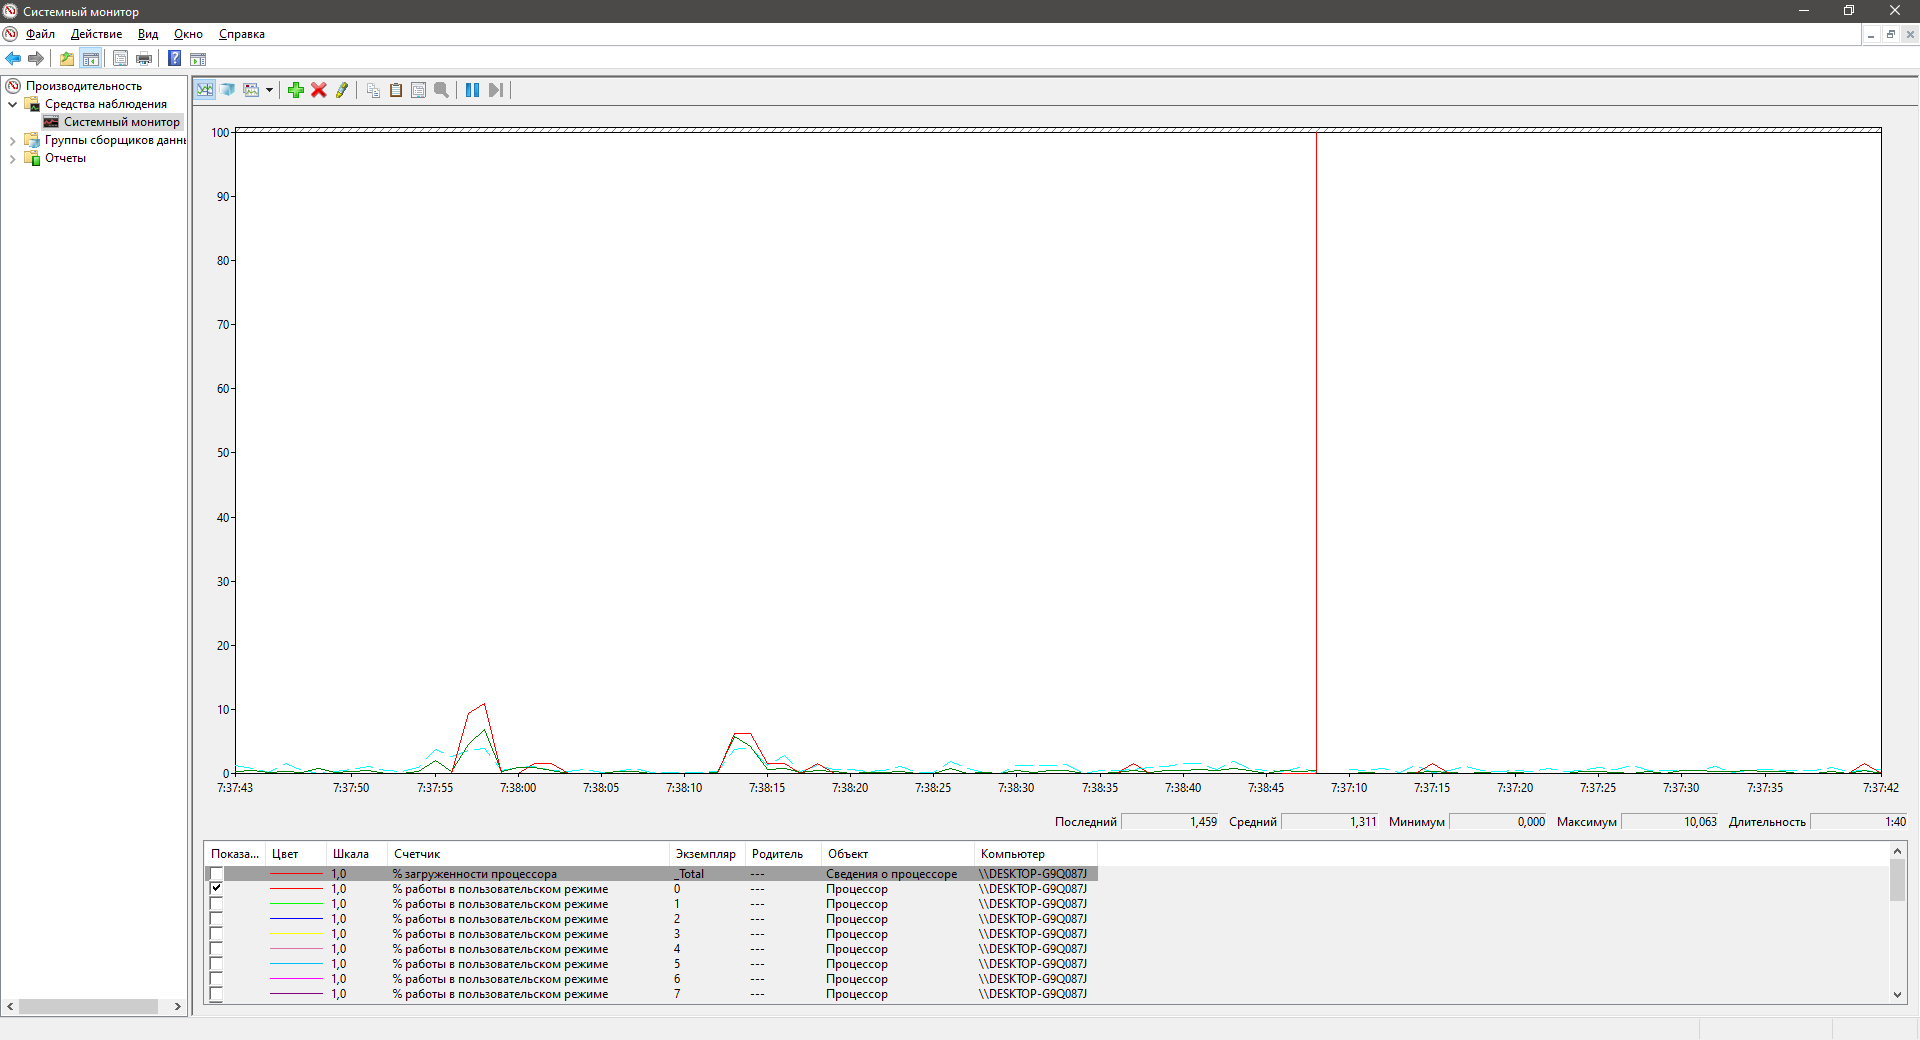 Системный монитор
Файл Действие Вид Окно Справка
Производительность
Средства наблюдения
Системный монитор
Группы сборщиков данн
Отчеты
100
90
80
70
60
50
40
30
20
10
0
7:37:43 7:37:50 7:37:55 7:38:00 7:38:05 7:38:10 7:38:15 7:38:20 7:38:25 7:38:30 7:38:35 7:38:40 7:38:45 7:37:10 7:37:15 7:37:20 7:37:25 7:37:30 7:37:35 7:37:42
Последний 1,459 Средний 1,311 Минимум 0,000 Максимум 10,063 Длительность 1:40
Показа... Цвет Шкала Счетчик Экземпляр Родитель Объект Компьютер
1,0 % загруженности процессора _Total --- Сведения о процессоре \\DESKTOP-G9Q087J
1,0 % работы в пользовательском режиме 0 --- Процессор \\DESKTOP-G9Q087J
1,0 % работы в пользовательском режиме 1 --- Процессор \\DESKTOP-G9Q087J
1,0 % работы в пользовательском режиме 2 --- Процессор \\DESKTOP-G9Q087J
1,0 % работы в пользовательском режиме 3 --- Процессор \\DESKTOP-G9Q087J
1,0 % работы в пользовательском режиме 4 --- Процессор \\DESKTOP-G9Q087J
1,0 % работы в пользовательском режиме 5 --- Процессор \\DESKTOP-G9Q087J
1,0 % работы в пользовательском режиме 6 --- Процессор \\DESKTOP-G9Q087J
1,0 % работы в пользовательском режиме 7 --- Процессор \\DESKTOP-G9Q087J